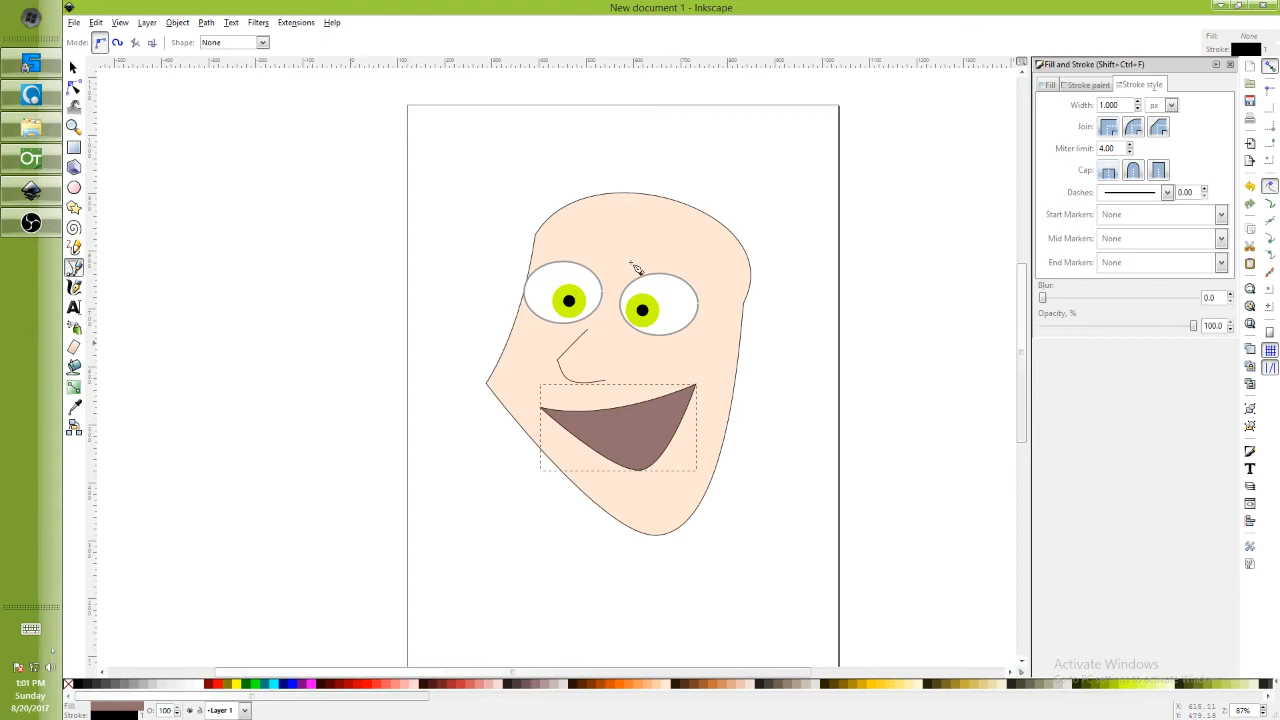 New document 1 - Inkscape
File Edit View Layer Object Path Text Filters Extensions Help
Mode: Shape: None
Fill: None
Stroke: 1
Fill and Stroke (Shift+Ctrl+F)
Fill Stroke paint Stroke style
Width: 1.000 px
Join:
Miter limit: 4.00
Cap:
Dashes: 0.00
Start Markers: None
Mid Markers: None
End Markers: None
Blur:
0.0
Opacity, %
100.0
Activate Windows
1:01 PM
Sunday
8/20/2017
Fill:
Stroke: 1
O: 100
Layer 1
Z: 87%